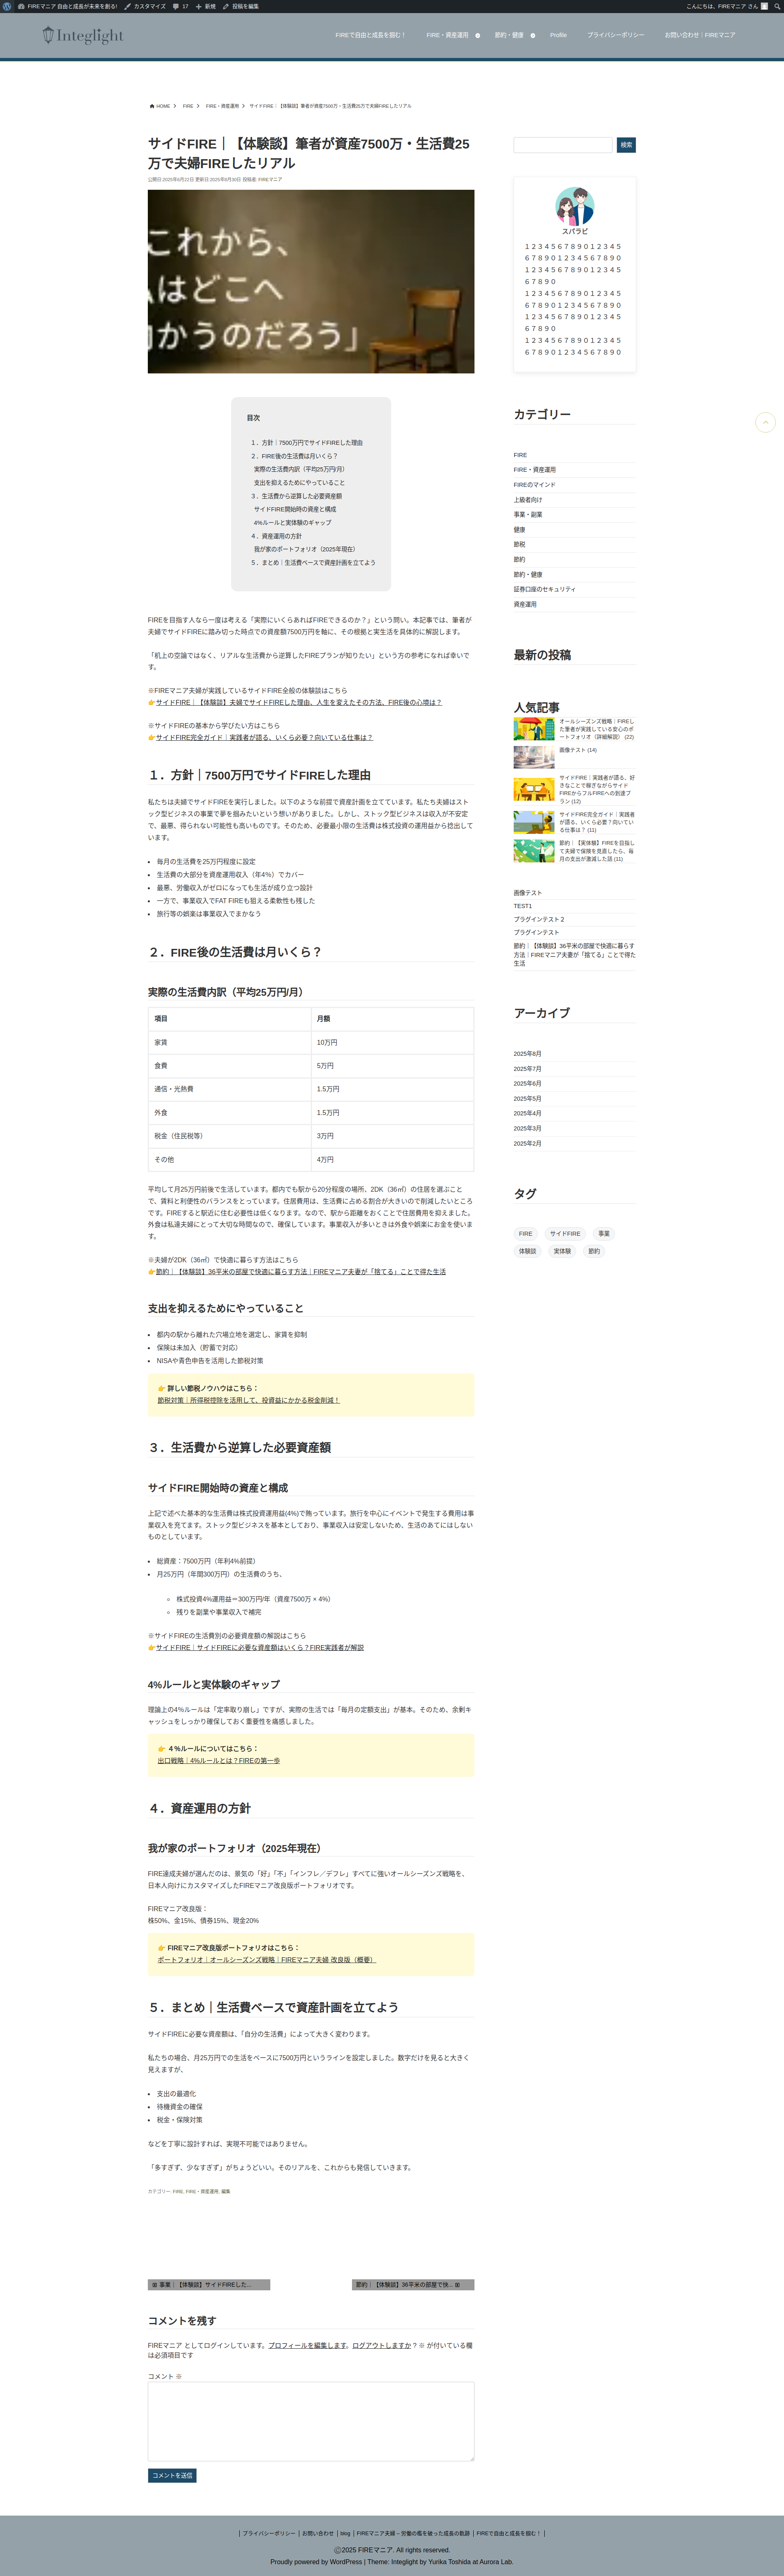 FIREマニア 自由と成長が未来を創る!
カスタマイズ
17
新規
投稿を編集
こんにちは、FIREマニア さん
Integlight
FIREで自由と成長を掴む！
FIRE・資産運用
節約・健康
Profile
プライバシーポリシー
お問い合わせ｜FIREマニア
HOME
FIRE
FIRE・資産運用
サイドFIRE｜【体験談】筆者が資産7500万・生活費25万で夫婦FIREしたリアル
サイドFIRE｜【体験談】筆者が資産7500万・生活費25
万で夫婦FIREしたリアル
公開日:2025年6月22日 更新日:2025年8月30日 投稿者: FIREマニア
これから、
はどこへ
向かうのだろう」
目次
１．方針｜7500万円でサイドFIREした理由
２．FIRE後の生活費は月いくら？
実際の生活費内訳（平均25万円/月）
支出を抑えるためにやっていること
３．生活費から逆算した必要資産額
サイドFIRE開始時の資産と構成
4%ルールと実体験のギャップ
４．資産運用の方針
我が家のポートフォリオ（2025年現在）
５．まとめ｜生活費ベースで資産計画を立てよう
FIREを目指す人なら一度は考える「実際にいくらあればFIREできるのか？」という問い。本記事では、筆者が
夫婦でサイドFIREに踏み切った時点での資産額7500万円を軸に、その根拠と実生活を具体的に解説します。
「机上の空論ではなく、リアルな生活費から逆算したFIREプランが知りたい」という方の参考になれば幸いで
す。
※FIREマニア夫婦が実践しているサイドFIRE全般の体験談はこちら
👉サイドFIRE｜【体験談】夫婦でサイドFIREした理由、人生を変えたその方法、FIRE後の心境は？
※サイドFIREの基本から学びたい方はこちら
👉サイドFIRE完全ガイド｜実践者が語る、いくら必要？向いている仕事は？
１．方針｜7500万円でサイドFIREした理由
私たちは夫婦でサイドFIREを実行しました。以下のような前提で資産計画を立てています。私たち夫婦はスト
ック型ビジネスの事業で夢を掴みたいという想いがありました。しかし、ストック型ビジネスは収入が不安定
で、最悪、得られない可能性も高いものです。そのため、必要最小限の生活費は株式投資の運用益から捻出して
います。
• 毎月の生活費を25万円程度に設定
• 生活費の大部分を資産運用収入（年4％）でカバー
• 最悪、労働収入がゼロになっても生活が成り立つ設計
• 一方で、事業収入でFAT FIREも狙える柔軟性も残した
• 旅行等の娯楽は事業収入でまかなう
２．FIRE後の生活費は月いくら？
実際の生活費内訳（平均25万円/月）
項目 月額
家賃 10万円
食費 5万円
通信・光熱費 1.5万円
外食 1.5万円
税金（住民税等） 3万円
その他 4万円
平均して月25万円前後で生活しています。都内でも駅から20分程度の場所、2DK（36㎡）の住居を選ぶこと
で、賃料と利便性のバランスをとっています。住居費用は、生活費に占める割合が大きいので削減したいところ
です。FIREすると駅近に住む必要性は低くなります。なので、駅から距離をおくことで住居費用を抑えました。
外食は私達夫婦にとって大切な時間なので、確保しています。事業収入が多いときは外食や娯楽にお金を使いま
す。
※夫婦が2DK（36㎡）で快適に暮らす方法はこちら
👉節約｜【体験談】36平米の部屋で快適に暮らす方法｜FIREマニア夫妻が「捨てる」ことで得た生活
支出を抑えるためにやっていること
• 都内の駅から離れた穴場立地を選定し、家賃を抑制
• 保険は未加入（貯蓄で対応）
• NISAや青色申告を活用した節税対策
👉 詳しい節税ノウハウはこちら：
節税対策｜所得税控除を活用して、投資益にかかる税金削減！
３．生活費から逆算した必要資産額
サイドFIRE開始時の資産と構成
上記で述べた基本的な生活費は株式投資運用益(4%)で賄っています。旅行を中心にイベントで発生する費用は事
業収入を充てます。ストック型ビジネスを基本としており、事業収入は安定しないため、生活のあてにはしない
ものとしています。
• 総資産：7500万円（年利4%前提）
• 月25万円（年間300万円）の生活費のうち、
◦ 株式投資4%運用益＝300万円/年（資産7500万 × 4%）
◦ 残りを副業や事業収入で補完
※サイドFIREの生活費別の必要資産額の解説はこちら
👉サイドFIRE｜サイドFIREに必要な資産額はいくら？FIRE実践者が解説
4%ルールと実体験のギャップ
理論上の4％ルールは「定率取り崩し」ですが、実際の生活では「毎月の定額支出」が基本。そのため、余剰キ
ャッシュをしっかり確保しておく重要性を痛感しました。
👉 ４％ルールについてはこちら：
出口戦略｜4%ルールとは？FIREの第一歩
４．資産運用の方針
我が家のポートフォリオ（2025年現在）
FIRE達成夫婦が選んだのは、景気の「好」「不」「インフレ／デフレ」すべてに強いオールシーズンズ戦略を、
日本人向けにカスタマイズしたFIREマニア改良版ポートフォリオです。
FIREマニア改良版：
株50%、金15%、債券15%、現金20%
👉 FIREマニア改良版ポートフォリオはこちら：
ポートフォリオ｜オールシーズンズ戦略｜FIREマニア夫婦 改良版（概要）
５．まとめ｜生活費ベースで資産計画を立てよう
サイドFIREに必要な資産額は、「自分の生活費」によって大きく変わります。
私たちの場合、月25万円での生活をベースに7500万円というラインを設定しました。数字だけを見ると大きく
見えますが、
• 支出の最適化
• 待機資金の確保
• 税金・保険対策
などを丁寧に設計すれば、実現不可能ではありません。
「多すぎず、少なすぎず」がちょうどいい。そのリアルを、これからも発信していきます。
カテゴリー: FIRE, FIRE・資産運用, 編集
事業｜【体験談】サイドFIREした...
節約｜【体験談】36平米の部屋で快...
コメントを残す
FIREマニア としてログインしています。プロフィールを編集します。ログアウトしますか ? ※ が付いている欄
は必須項目です
コメント ※
コメントを送信
検索
スパラビ
１２３４５６７８９０１２３４５
６７８９０１２３４５６７８９０
１２３４５６７８９０１２３４５
６７８９０
１２３４５６７８９０１２３４５
６７８９０１２３４５６７８９０
１２３４５６７８９０１２３４５
６７８９０
１２３４５６７８９０１２３４５
６７８９０１２３４５６７８９０
カテゴリー
FIRE
FIRE・資産運用
FIREのマインド
上級者向け
事業・副業
健康
節税
節約
節約・健康
証券口座のセキュリティ
資産運用
最新の投稿
人気記事
オールシーズンズ戦略｜FIREし
た筆者が実践している安心のポ
ートフォリオ（詳細解説） (22)
画像テスト (14)
サイドFIRE｜実践者が語る。好
きなことで稼ぎながらサイド
FIREからフルFIREへの到達プ
ラン (12)
サイドFIRE完全ガイド｜実践者
が語る、いくら必要？向いてい
る仕事は？ (11)
節約｜【実体験】FIREを目指し
て夫婦で保険を見直したら、毎
月の支出が激減した話 (11)
画像テスト
TEST1
プラグインテスト２
プラグインテスト
節約｜【体験談】36平米の部屋で快適に暮らす
方法｜FIREマニア夫妻が「捨てる」ことで得た
生活
アーカイブ
2025年8月
2025年7月
2025年6月
2025年5月
2025年4月
2025年3月
2025年2月
タグ
FIRE
サイドFIRE
事業
体験談
実体験
節約
プライバシーポリシー
お問い合わせ
blog
FIREマニア夫婦 – 労働の檻を破った成長の軌跡
FIREで自由と成長を掴む！
Ⓒ2025 FIREマニア. All rights reserved.
Proudly powered by WordPress | Theme: Integlight by Yurika Toshida at Aurora Lab.